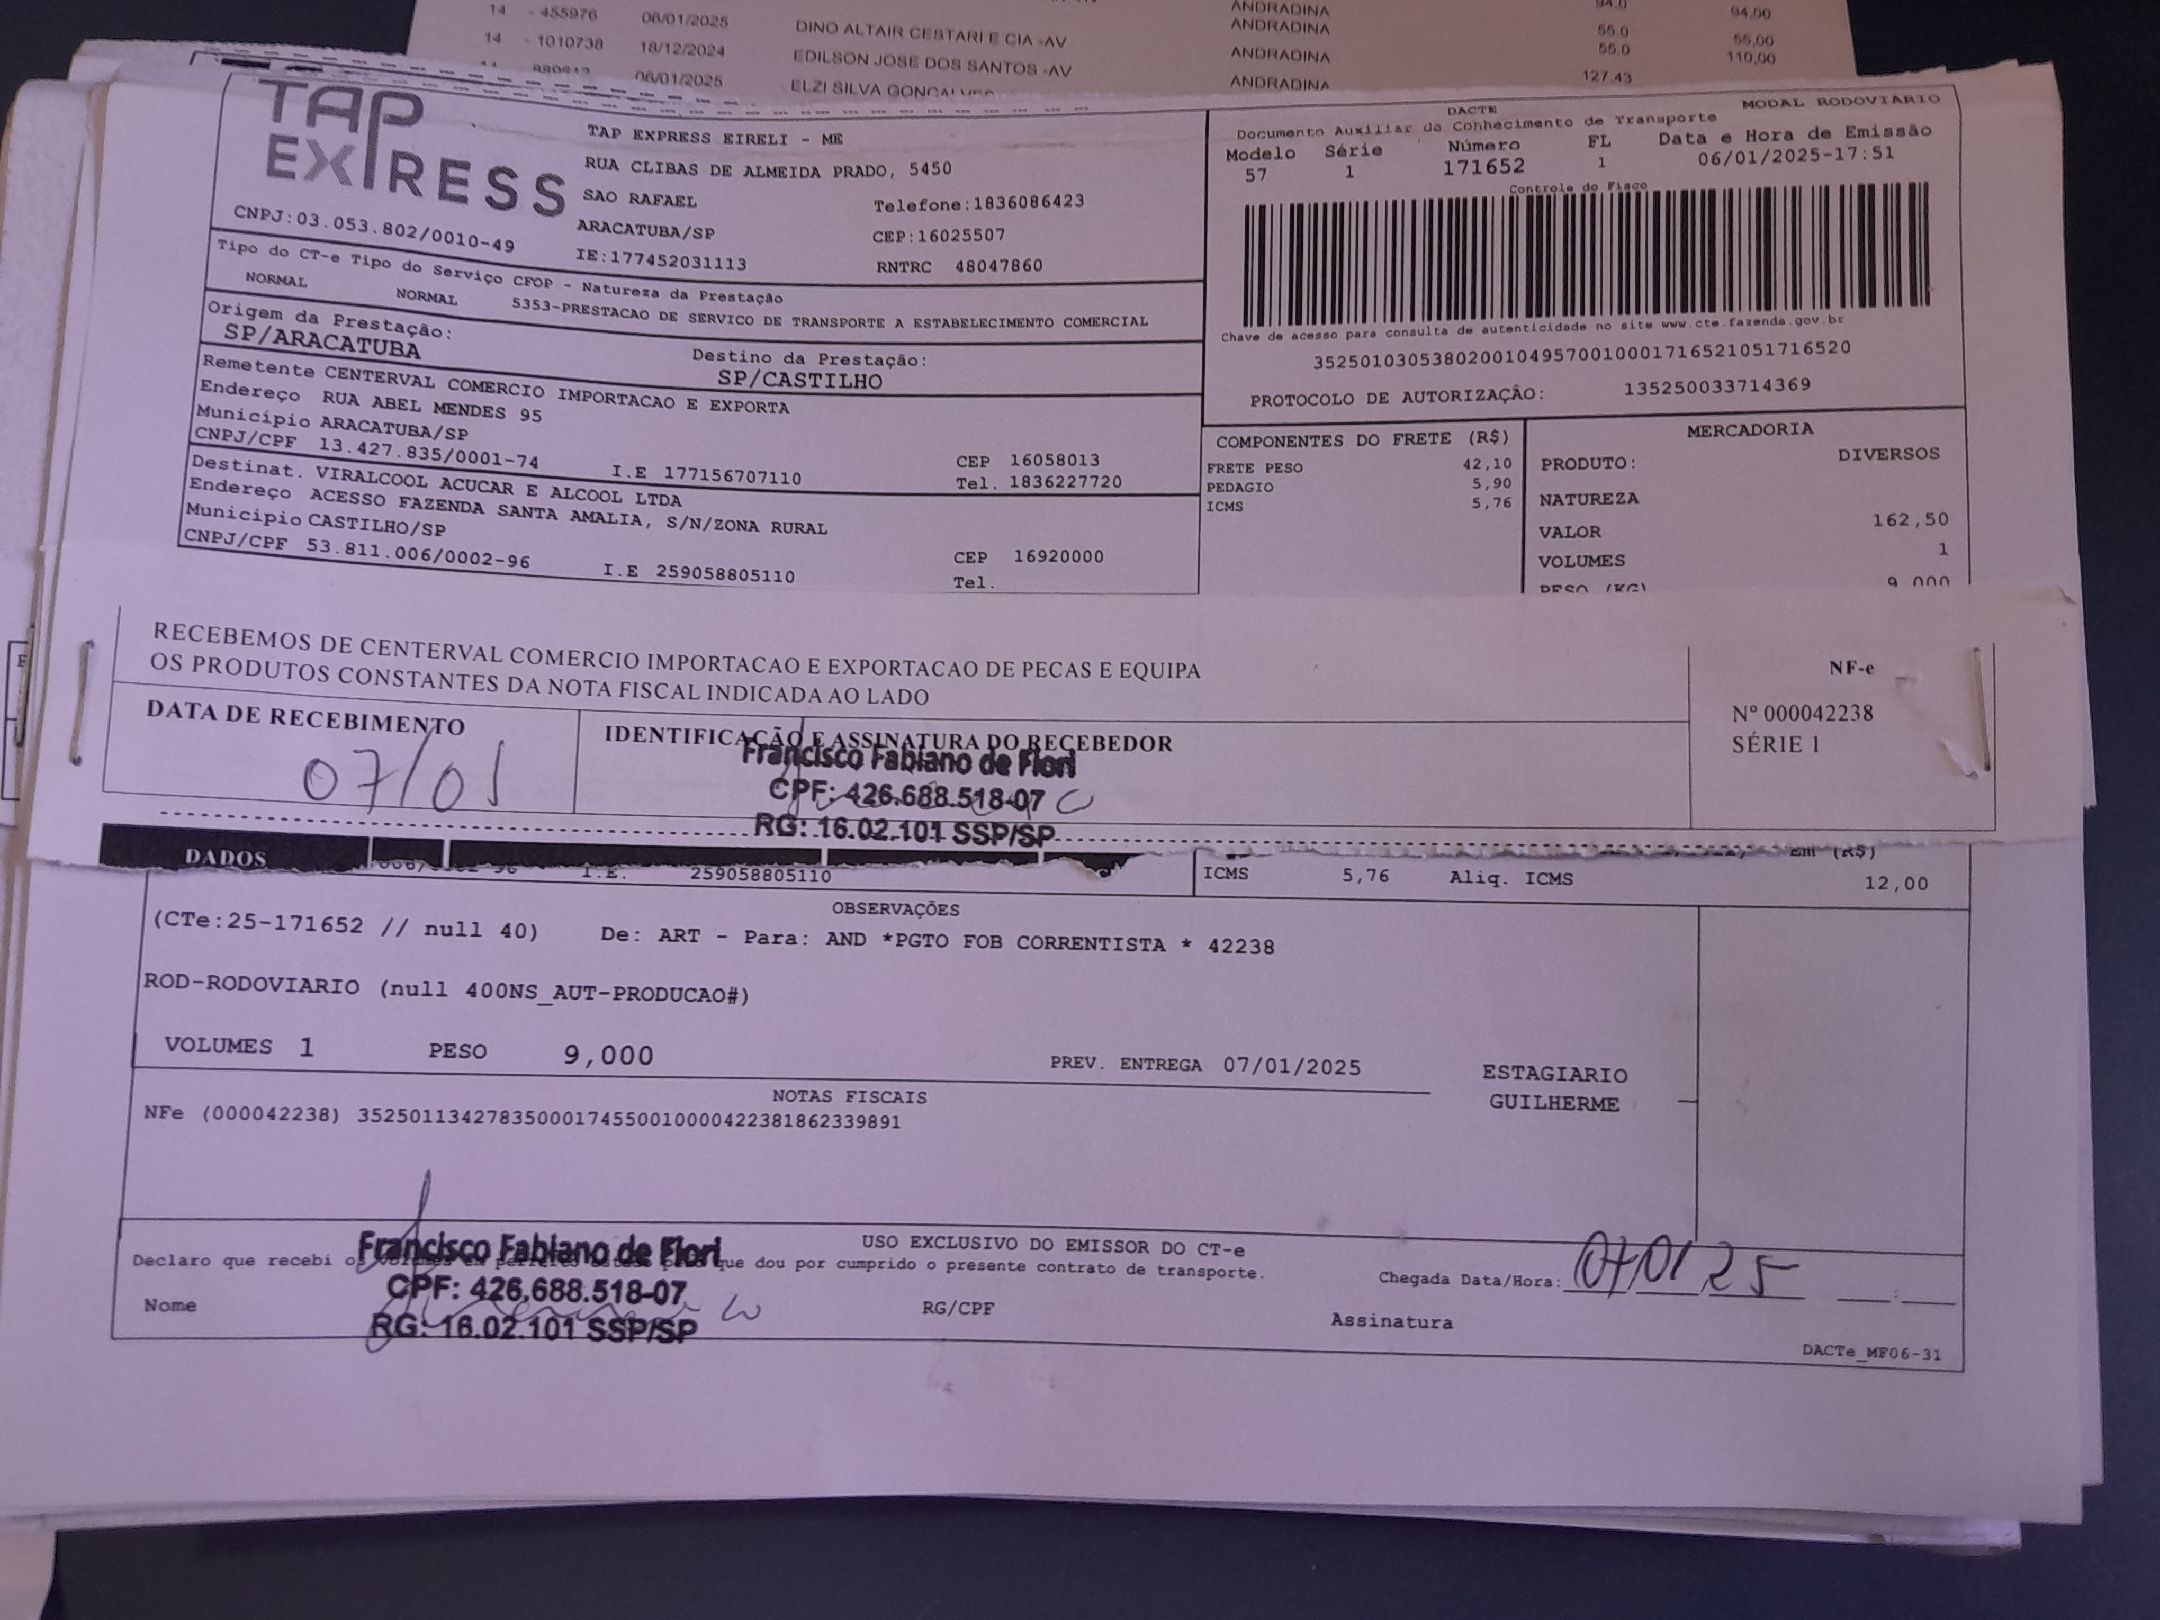 14 - 455976 06/01/2025 DINO ALTAIR CESTARI E CIA -AV ANDRADINA 55.0 55,00
14 - 1010738 18/12/2024 EDILSON JOSE DOS SANTOS -AV ANDRADINA 55.0 110,00
06/01/2025 ELZI SILVA GONCALVES ANDRADINA 127.43
TAP EXPRESS
CNPJ:03.053.802/0010-49
TAP EXPRESS EIRELI - ME
RUA CLIBAS DE ALMEIDA PRADO, 5450
SAO RAFAEL Telefone:1836086423
ARACATUBA/SP CEP:16025507
IE:177452031113 RNTRC 48047860
DACTE MODAL RODOVIARIO
Documento Auxiliar da Conhecimento de Transporte
Modelo Série Número FL Data e Hora de Emissão
57 1 171652 1 06/01/2025-17:51
Controle do Fisco
Chave de acesso para consulta de autenticidade no site www.cte.fazenda.gov.br
35250103053802001049570010001716521051716520
PROTOCOLO DE AUTORIZAÇÃO: 135250033714369
Tipo do CT-e Tipo do Serviço CFOP - Natureza da Prestação
NORMAL NORMAL 5353-PRESTACAO DE SERVICO DE TRANSPORTE A ESTABELECIMENTO COMERCIAL
Origem da Prestação: Destino da Prestação:
SP/ARACATUBA SP/CASTILHO
Remetente CENTERVAL COMERCIO IMPORTACAO E EXPORTA
Endereço RUA ABEL MENDES 95
Município ARACATUBA/SP CEP 16058013
CNPJ/CPF 13.427.835/0001-74 I.E 177156707110 Tel. 1836227720
Destinat. VIRALCOOL ACUCAR E ALCOOL LTDA
Endereço ACESSO FAZENDA SANTA AMALIA, S/N/ZONA RURAL
Município CASTILHO/SP CEP 16920000
CNPJ/CPF 53.811.006/0002-96 I.E 259058805110 Tel.
COMPONENTES DO FRETE (R$)
FRETE PESO 42,10
PEDAGIO 5,90
ICMS 5,76
MERCADORIA
PRODUTO: DIVERSOS
NATUREZA
VALOR 162,50
VOLUMES 1
PESO (KG) 9,000
RECEBEMOS DE CENTERVAL COMERCIO IMPORTACAO E EXPORTACAO DE PECAS E EQUIPA
OS PRODUTOS CONSTANTES DA NOTA FISCAL INDICADA AO LADO
NF-e
Nº 000042238
SÉRIE 1
DATA DE RECEBIMENTO
07/01
IDENTIFICAÇÃO E ASSINATURA DO RECEBEDOR
Francisco Fabiano de Fiori
CPF: 426.688.518-07
RG: 16.02.101 SSP/SP
DADOS
I.E. 259058805110 ICMS 5,76 Aliq. ICMS 12,00
OBSERVAÇÕES
(CTe:25-171652 // null 40) De: ART - Para: AND *PGTO FOB CORRENTISTA * 42238
ROD-RODOVIARIO (null 400NS_AUT-PRODUCAO#)
VOLUMES 1 PESO 9,000 PREV. ENTREGA 07/01/2025
ESTAGIARIO
GUILHERME
NOTAS FISCAIS
NFe (000042238) 35250113427835000174550010000422381862339891
USO EXCLUSIVO DO EMISSOR DO CT-e
Declaro que recebi os volumes em perfeito estado pelo que dou por cumprido o presente contrato de transporte.
Francisco Fabiano de Fiori
CPF: 426.688.518-07
RG: 16.02.101 SSP/SP
Nome RG/CPF
Chegada Data/Hora: 07/01/25
Assinatura
DACTe_MF06-31